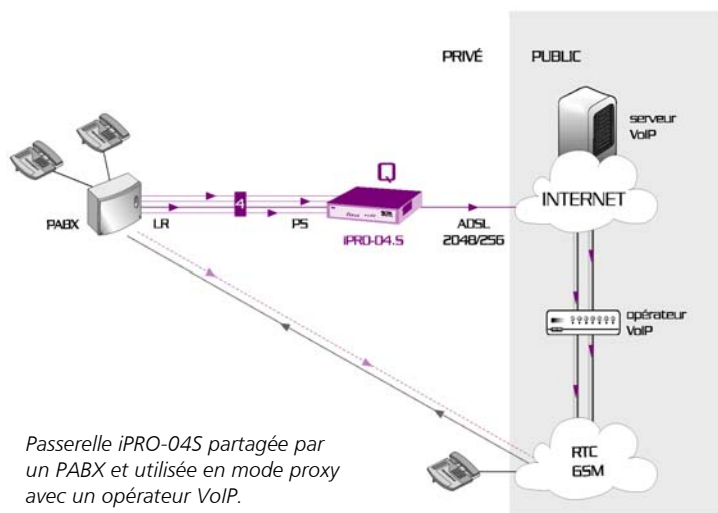 PRIVÉ
PUBLIC
serveur
VoIP
Q
INTERNET
4
PABX
LR
PS
iPRO-04.S
ADSL
2048/256
opérateur
VoIP
RTC
GSM
Passerelle iPRO-04S partagée par
un PABX et utilisée en mode proxy
avec un opérateur VoIP.